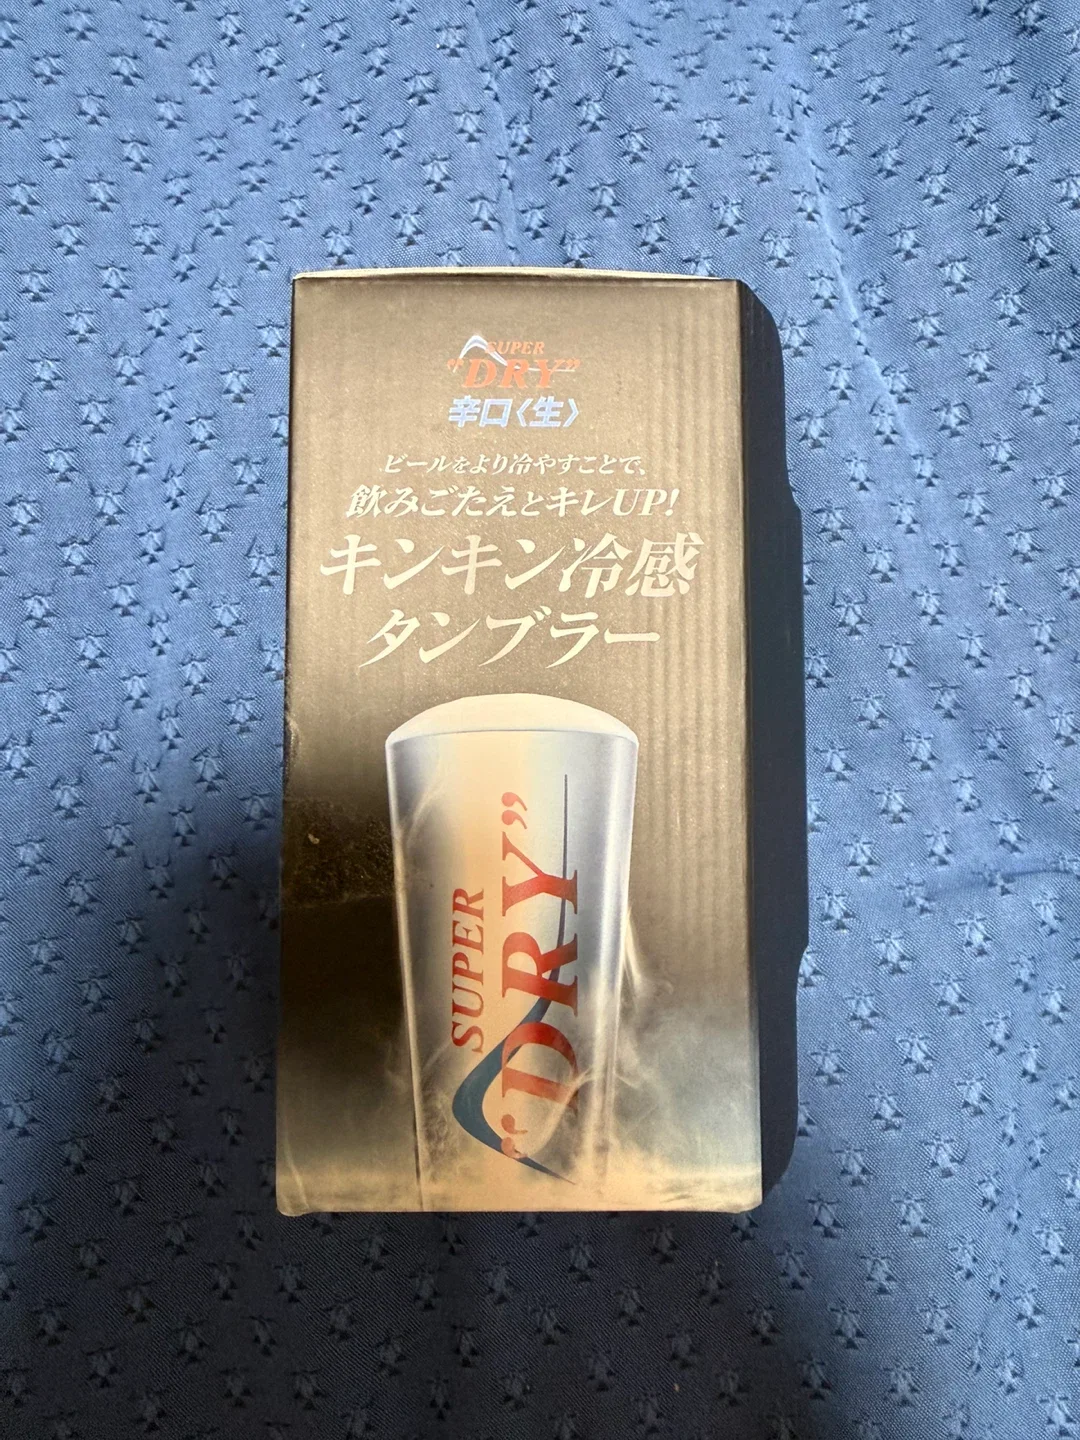 SUPER
"DRY"
辛口〈生〉
ビールをより冷やすことで、
飲みごたえとキレUP!
キンキン冷感
タンブラー
SUPER
"DRY"